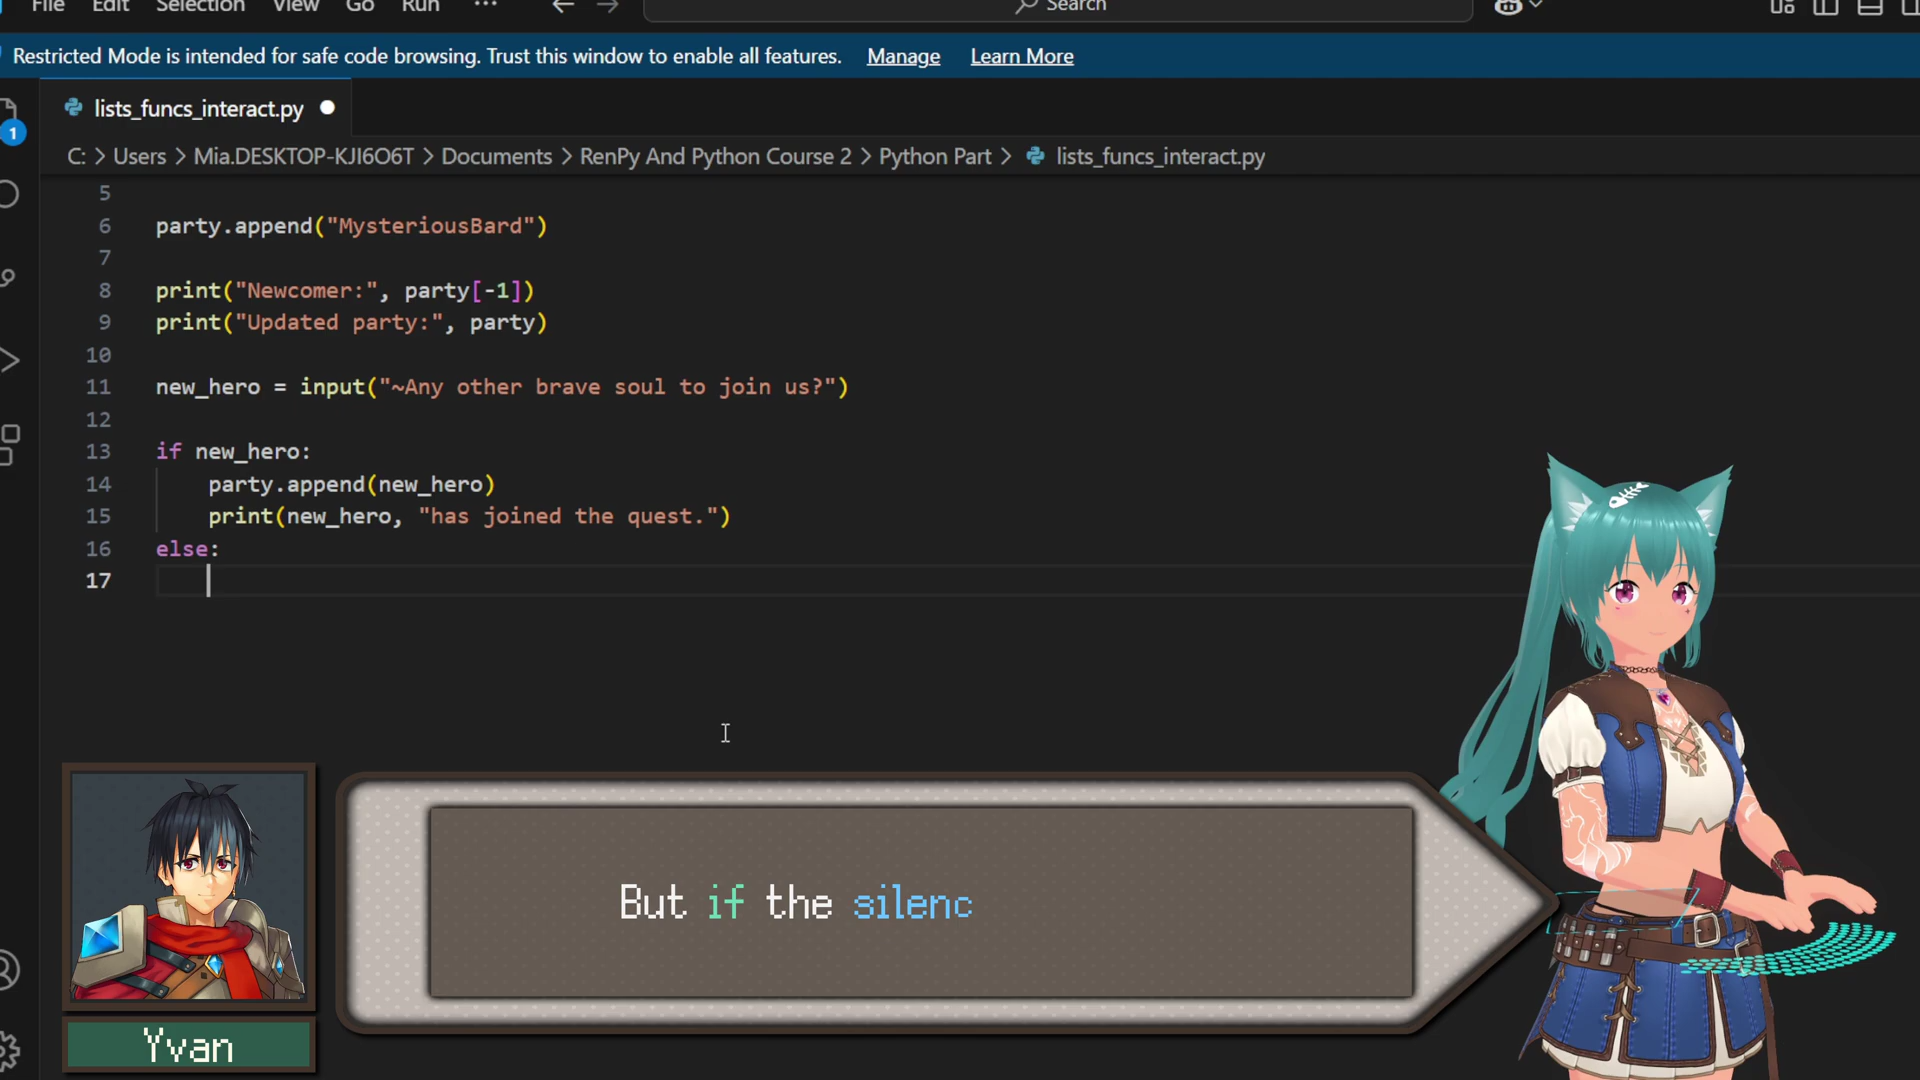 File Edit Selection View Go Run ... Search
Restricted Mode is intended for safe code browsing. Trust this window to enable all features. Manage Learn More
lists_funcs_interact.py
1
C: > Users > Mia.DESKTOP-KJI6O6T > Documents > RenPy And Python Course 2 > Python Part > lists_funcs_interact.py
5
6 party.append("MysteriousBard")
7
8 print("Newcomer:", party[-1])
9 print("Updated party:", party)
10
11 new_hero = input("~Any other brave soul to join us?")
12
13 if new_hero:
14 party.append(new_hero)
15 print(new_hero, "has joined the quest.")
16 else:
17
But if the silenc
Yvan